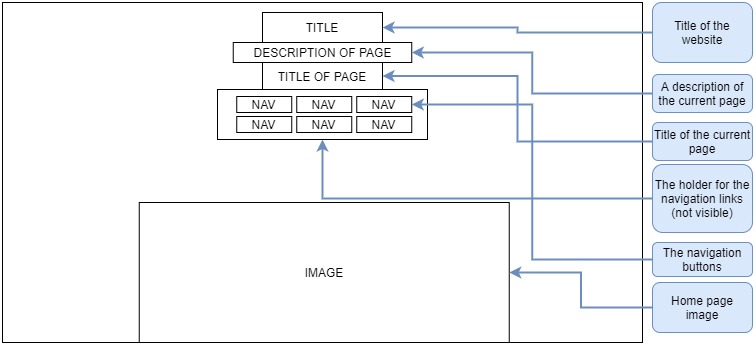 TITLE
DESCRIPTION OF PAGE
TITLE OF PAGE
NAV NAV NAV
NAV NAV NAV
IMAGE
Title of the
website
A description of
the current page
Title of the current
page
The holder for the
navigation links
(not visible)
The navigation
buttons
Home page
image